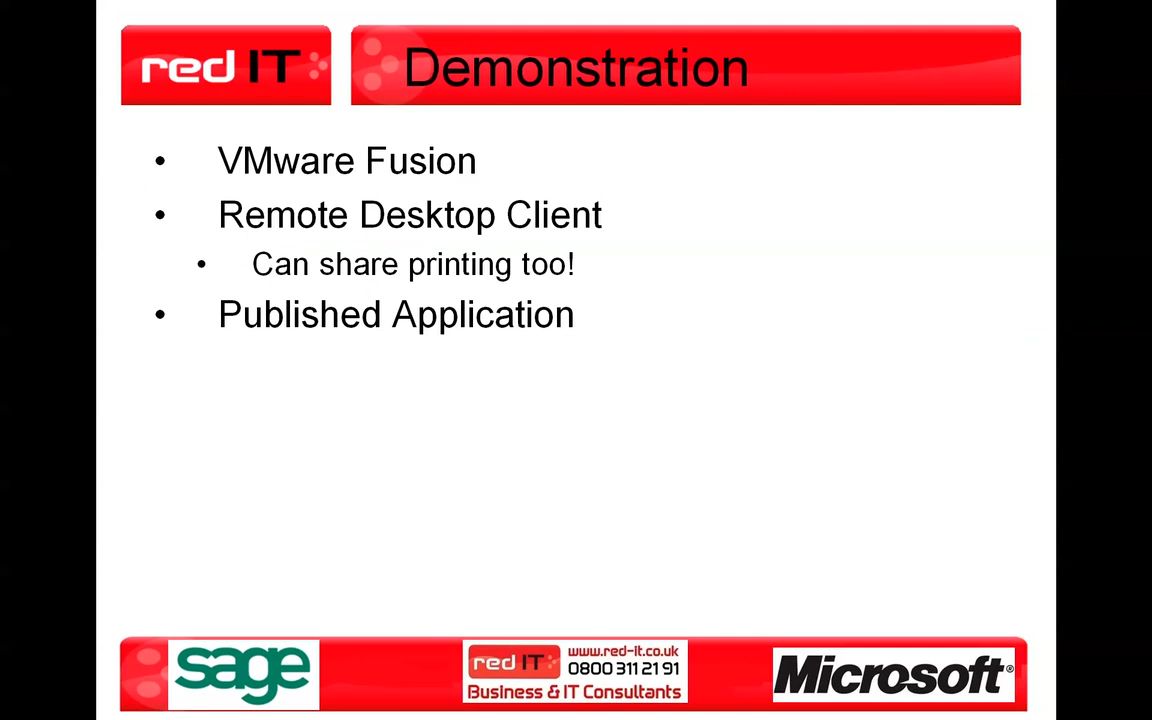 red IT
Demonstration
• VMware Fusion
• Remote Desktop Client
• Can share printing too!
• Published Application
sage
red IT
www.red-it.co.uk
0800 311 21 91
Business & IT Consultants
Microsoft®